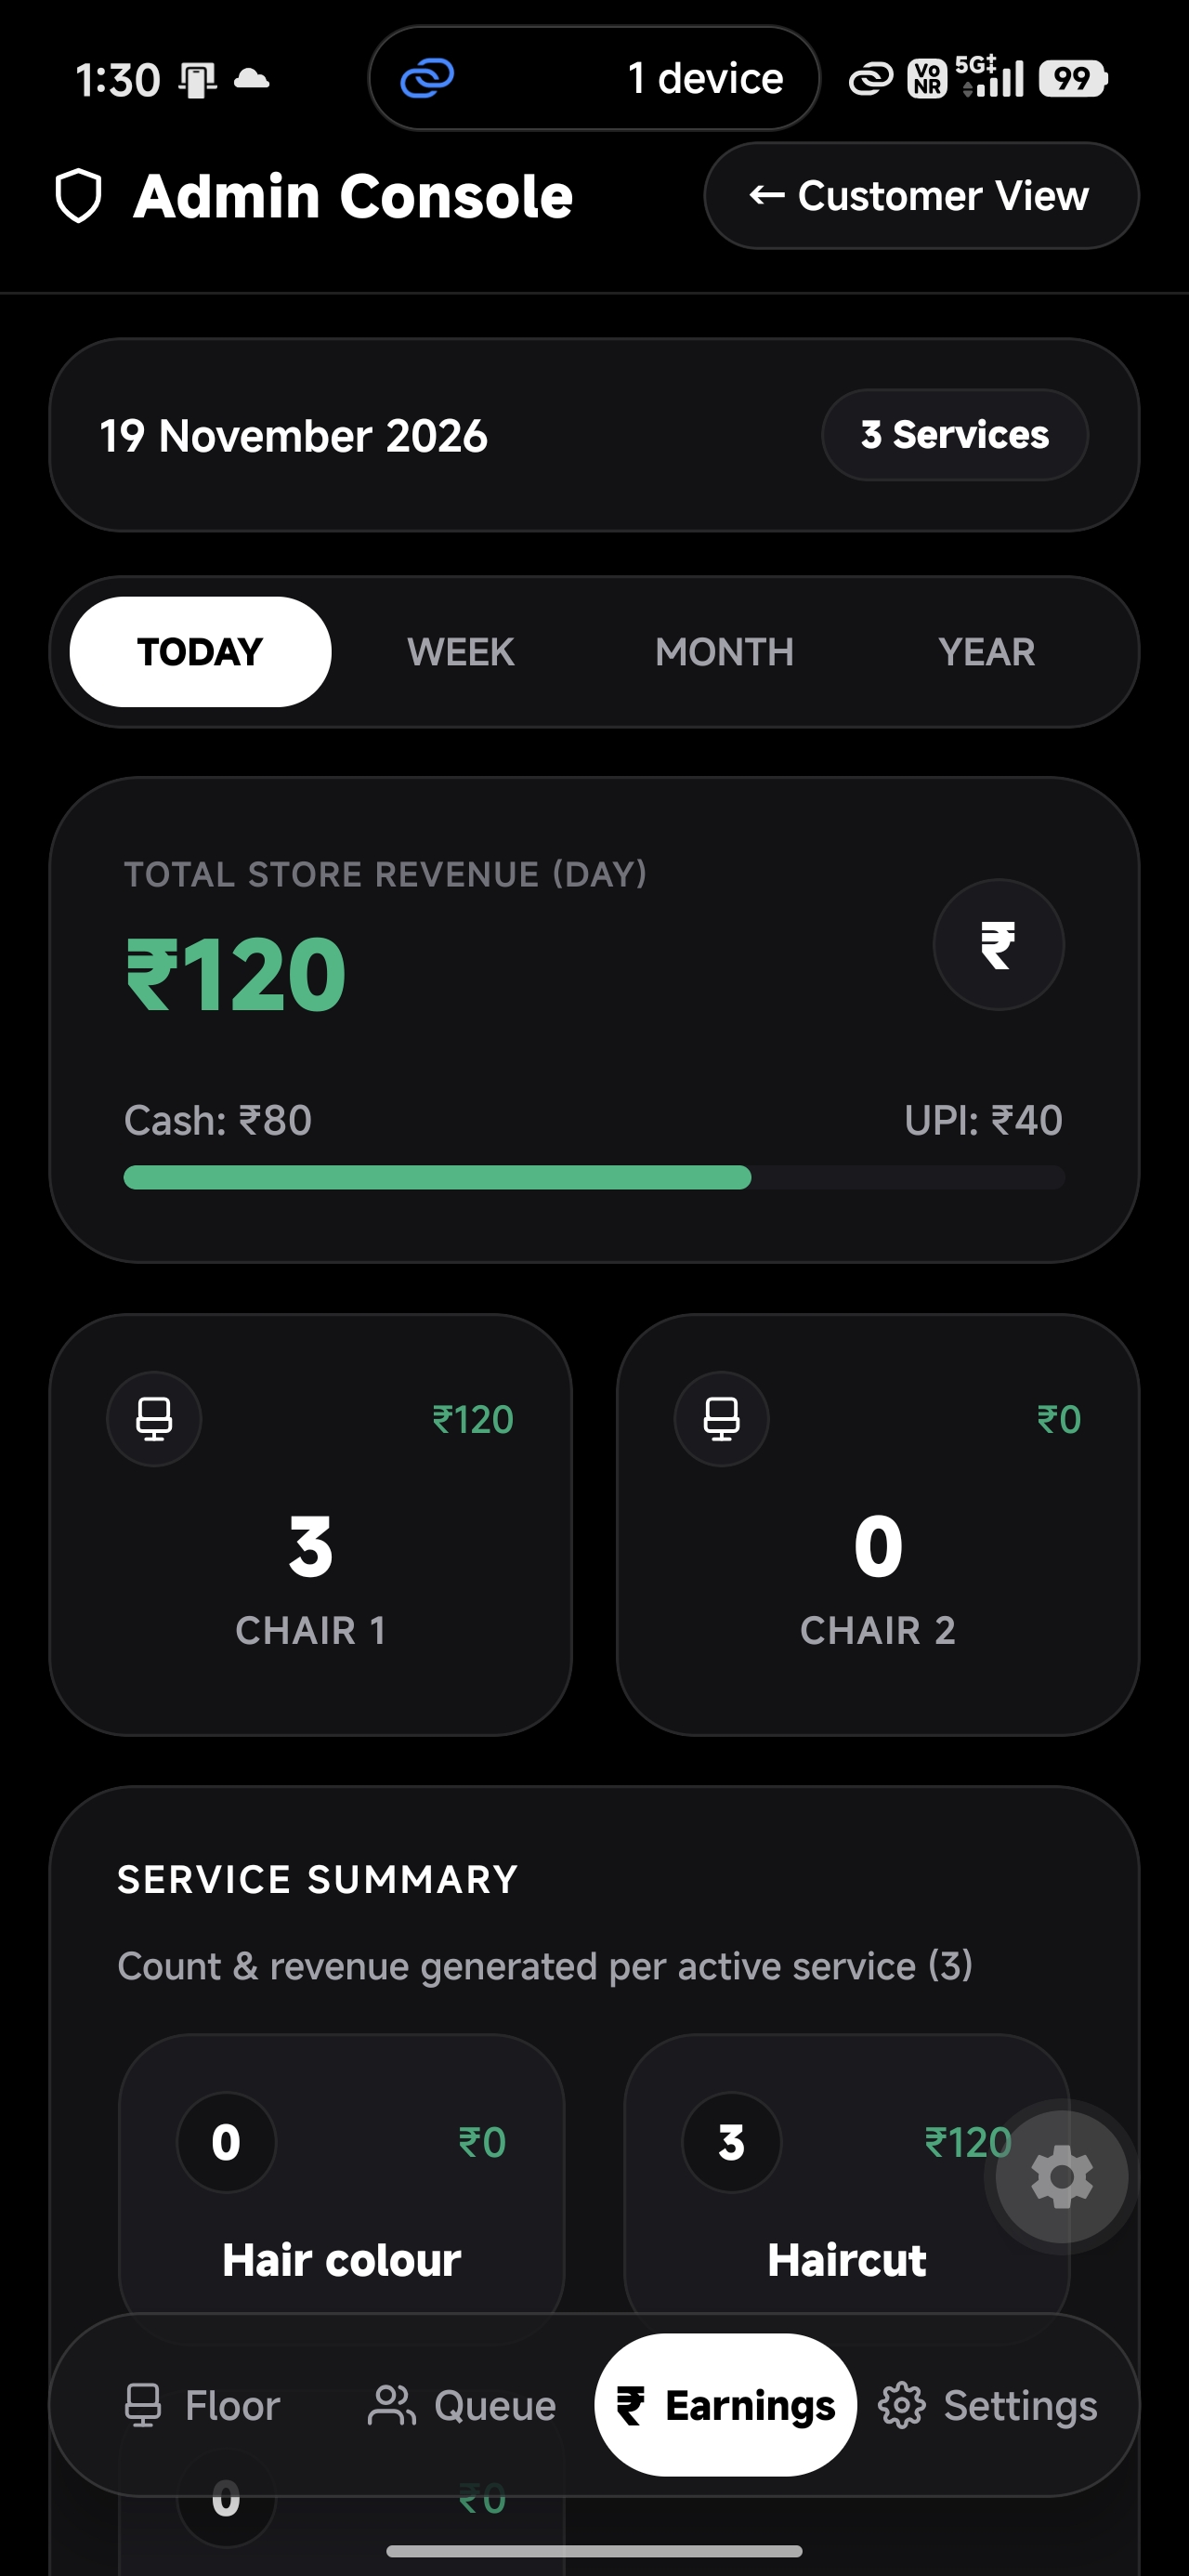 1:30
1 device
Vo NR
5G
99
Admin Console
← Customer View
19 November 2026
3 Services
TODAY
WEEK
MONTH
YEAR
TOTAL STORE REVENUE (DAY)
₹120
₹
Cash: ₹80
UPI: ₹40
₹120
3
CHAIR 1
₹0
0
CHAIR 2
SERVICE SUMMARY
Count & revenue generated per active service (3)
0
₹0
Hair colour
3
₹120
Haircut
Floor
Queue
₹ Earnings
Settings
0
₹0